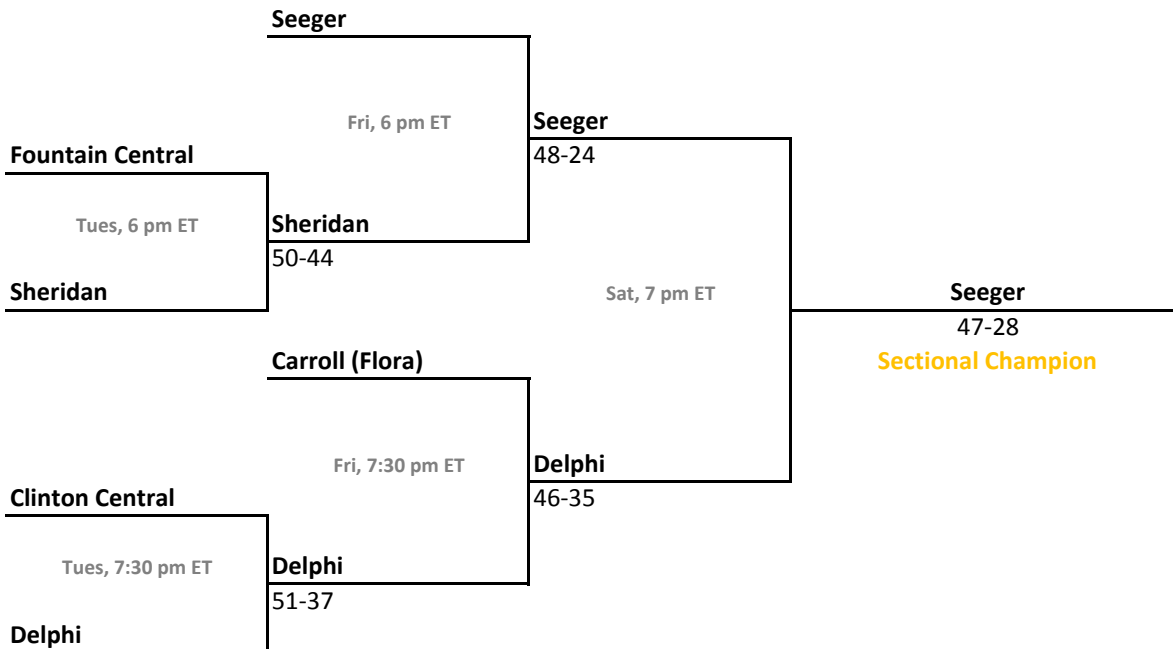 Seeger
Fri, 6 pm ET
Seeger
Fountain Central
48-24
Tues, 6 pm ET
Sheridan
50-44
Sheridan
Sat, 7 pm ET
Seeger
47-28
Carroll (Flora)
Sectional Champion
Fri, 7:30 pm ET
Delphi
Clinton Central
46-35
Tues, 7:30 pm ET
Delphi
51-37
Delphi